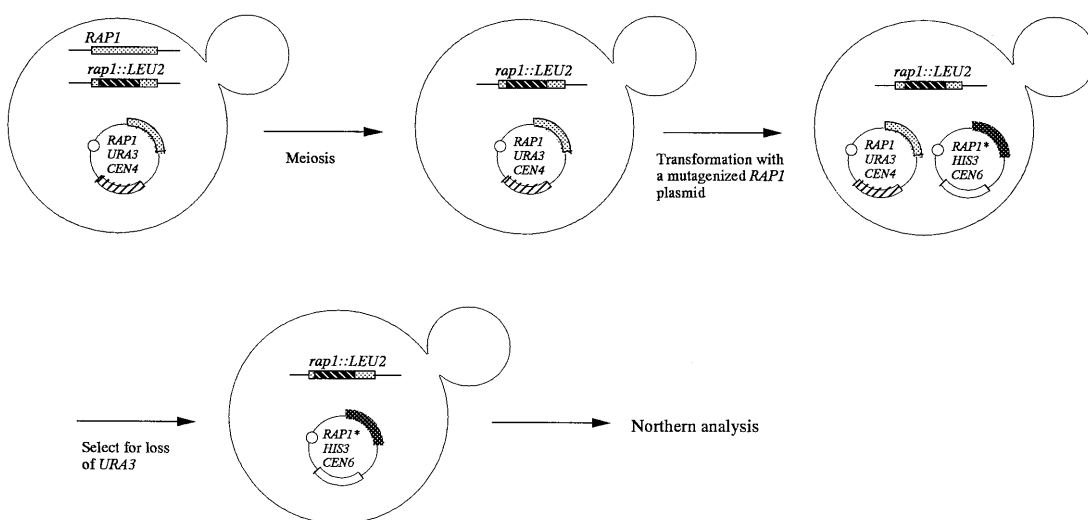 RAP1
rap1::LEU2
RAP1
URA3
CEN4
Meiosis
rap1::LEU2
RAP1
URA3
CEN4
Transformation with
a mutagenized RAP1
plasmid
rap1::LEU2
RAP1
URA3
CEN4
RAP1*
HIS3
CEN6
Select for loss
of URA3
rap1::LEU2
RAP1*
HIS3
CEN6
Northern analysis